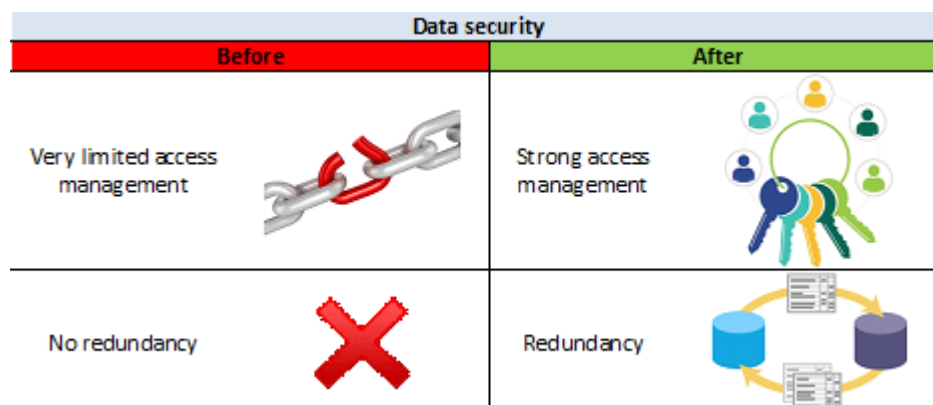 Data security
Before
After
Very limited access
management
Strong access
management
No redundancy
Redundancy